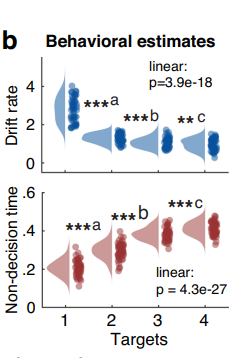 b Behavioral estimates
linear:
p=3.9e-18
***a
***b
**c
Drift rate
4
2
0
***a
***b
***c
Non-decision time
.6
.4
.2
0
linear:
p = 4.3e-27
1 2 3 4
Targets